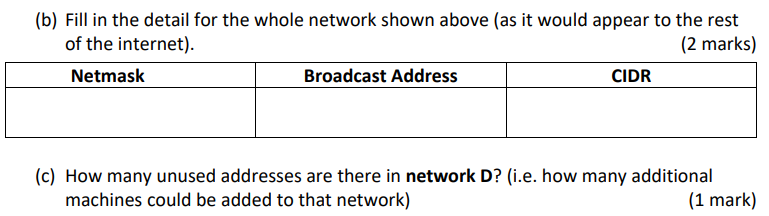 (b) Fill in the detail for the whole network shown above (as it would appear to the rest
of the internet). (2 marks)
Netmask Broadcast Address CIDR
(c) How many unused addresses are there in network D? (i.e. how many additional
machines could be added to that network) (1 mark)